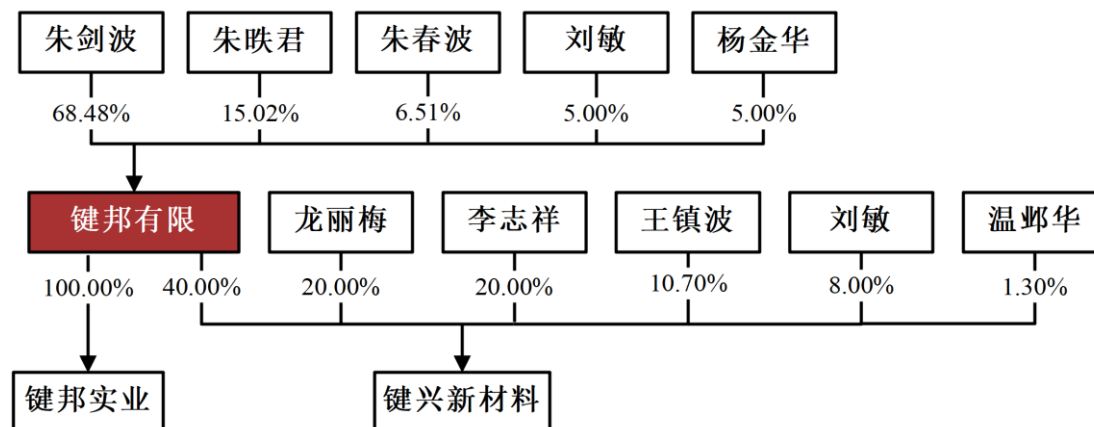 朱剑波 朱昳君 朱春波 刘敏 杨金华
68.48% 15.02% 6.51% 5.00% 5.00%
键邦有限 龙丽梅 李志祥 王镇波 刘敏 温邺华
100.00% 40.00% 20.00% 20.00% 10.70% 8.00% 1.30%
键邦实业 键兴新材料